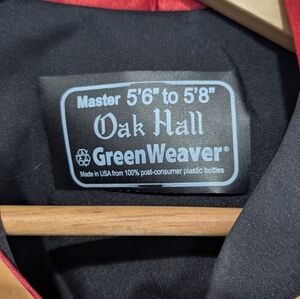 Master 5'6" to 5'8"
Oak Hall
GreenWeaver®
Made in USA from 100% post-consumer plastic bottles